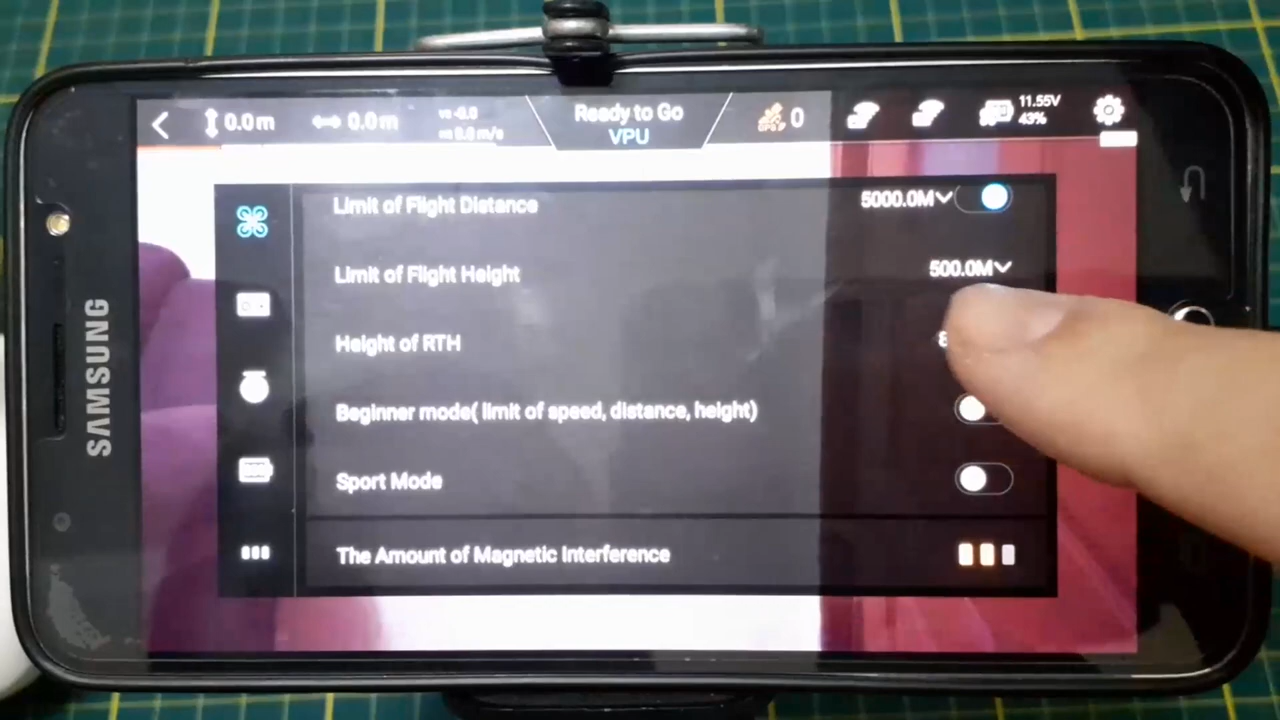 0.0m
0.0m
Ready to Go
VPU
0
11.55V
43%
Limit of Flight Distance
5000.0M
Limit of Flight Height
500.0M
Height of RTH
Beginner mode( limit of speed, distance, height)
Sport Mode
The Amount of Magnetic Interference
SAMSUNG